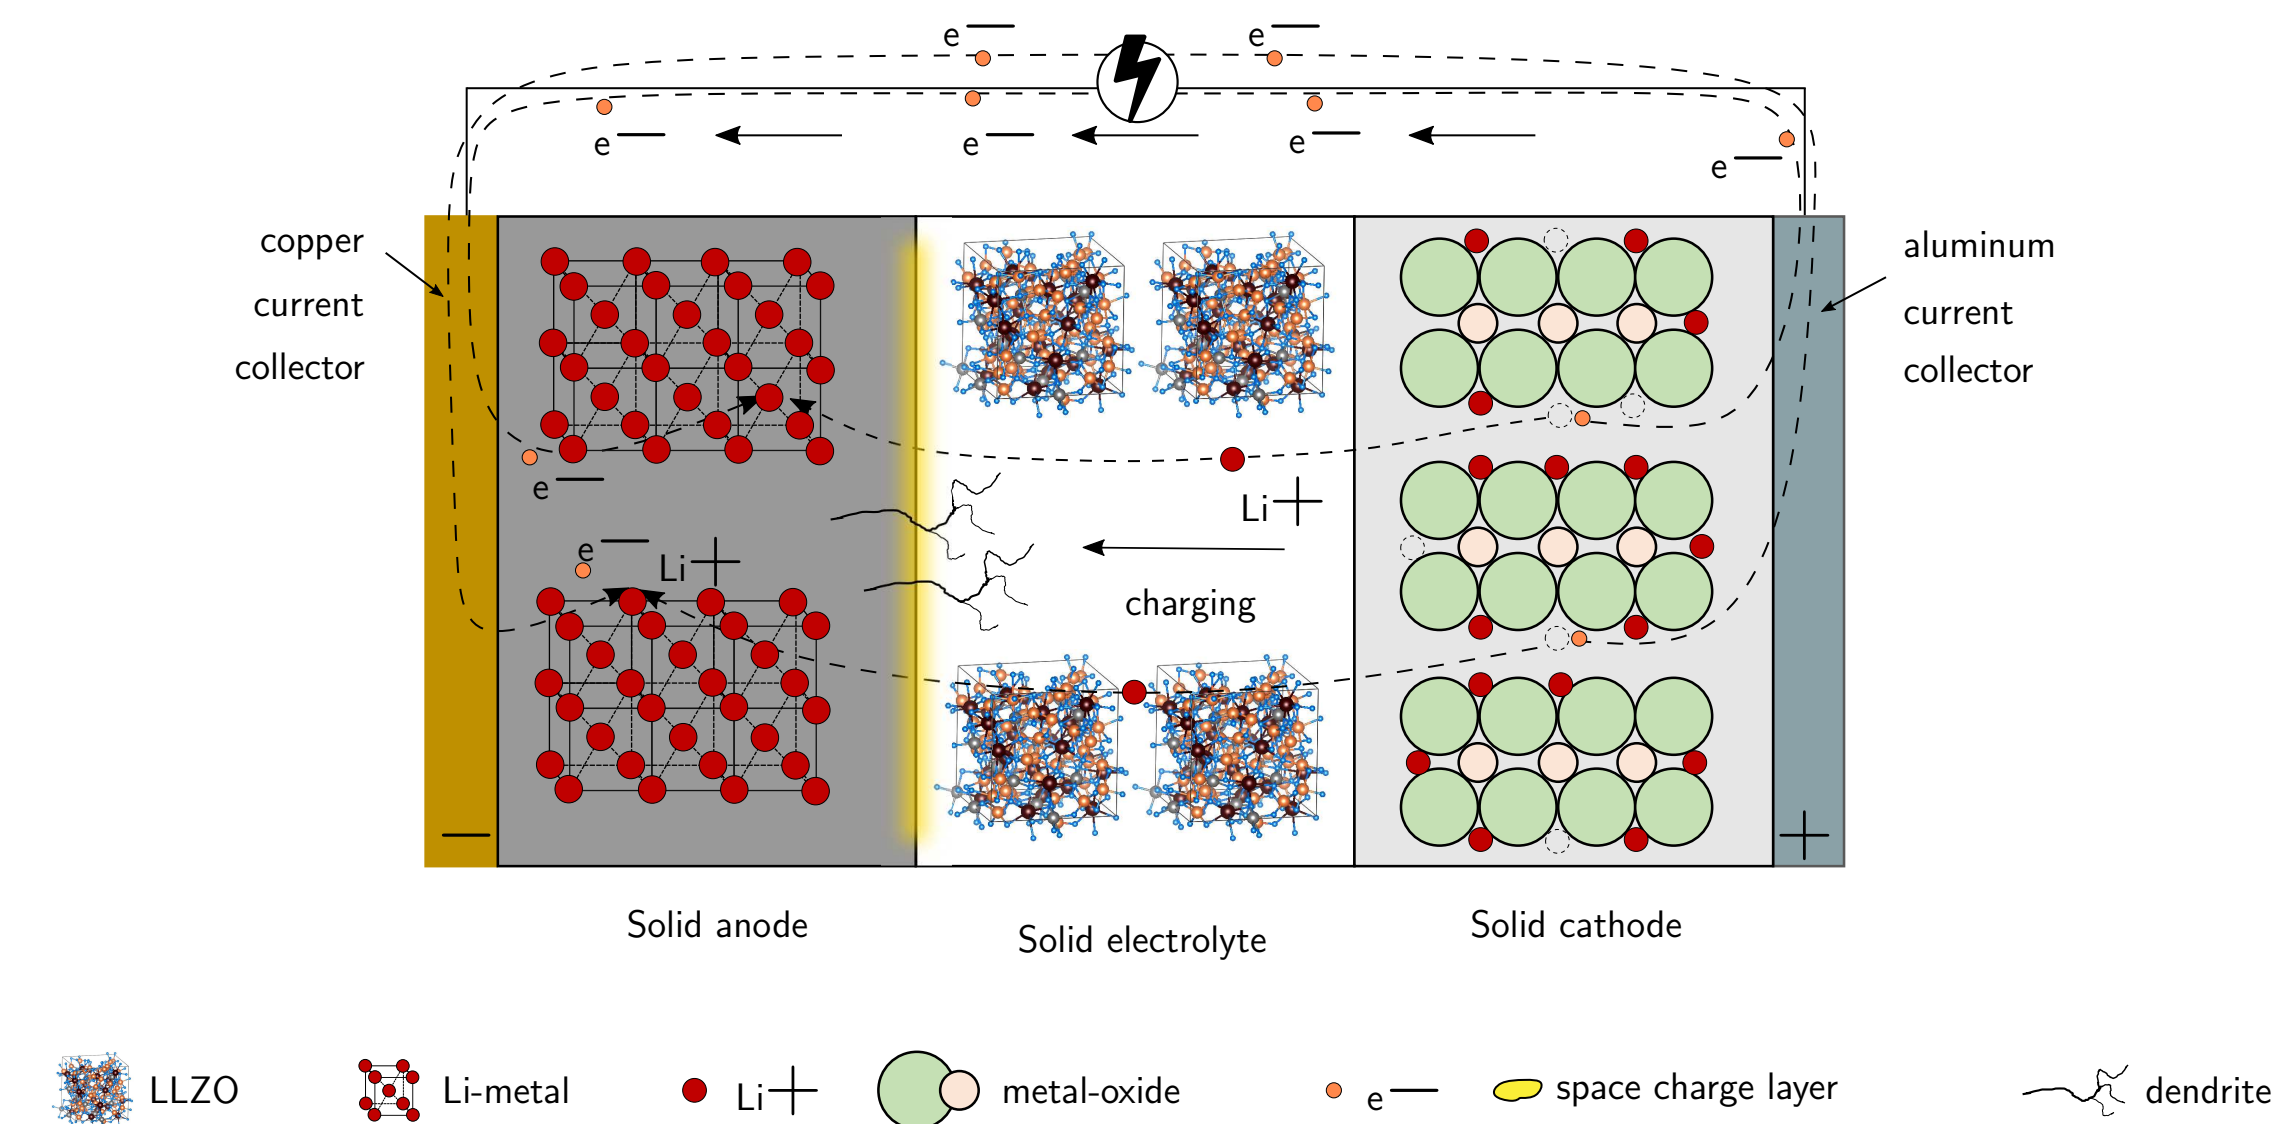 e−
e−
e−
e−
e−
e−
copper
current
collector
aluminum
current
collector
e−
Li+
e−
Li+
charging
−
+
Solid anode
Solid electrolyte
Solid cathode
LLZO
Li-metal
Li+
metal-oxide
e−
space charge layer
dendrite